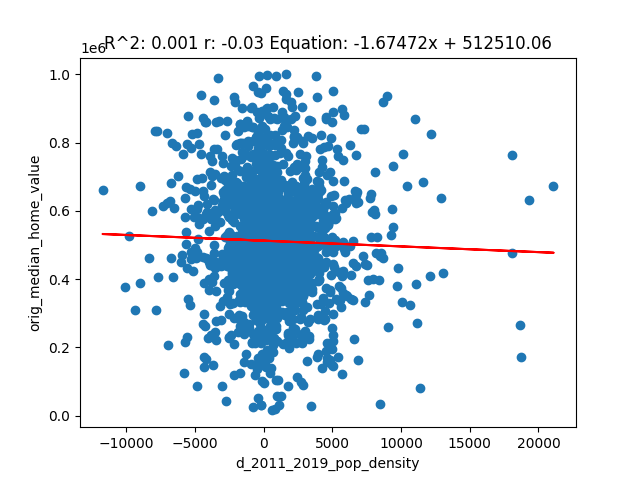 R^2: 0.001 r: -0.03 Equation: -1.67472x + 512510.06
1e6
1.0
0.8
0.6
0.4
0.2
0.0
orig_median_home_value
−10000 −5000 0 5000 10000 15000 20000
d_2011_2019_pop_density